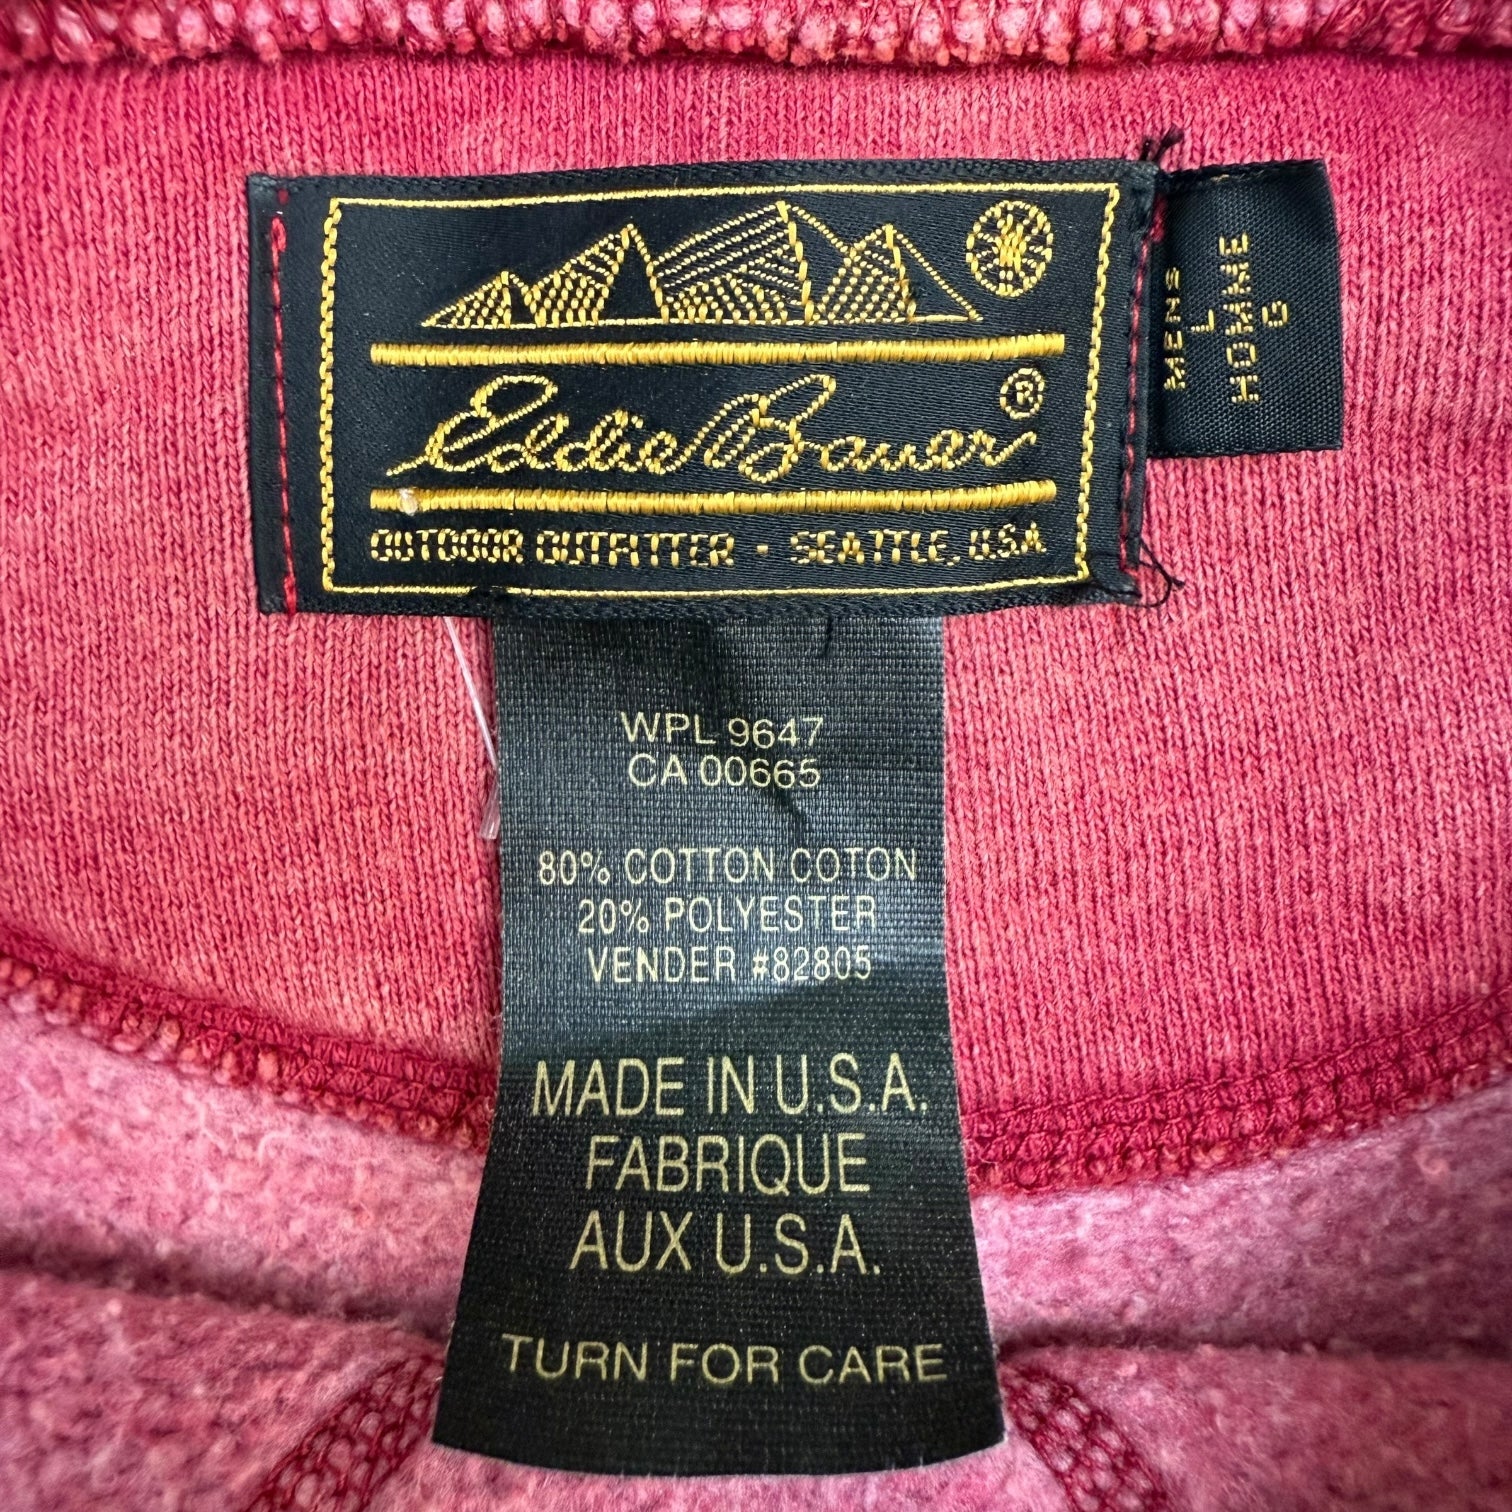 Eddie Bauer®
OUTDOOR OUTFITTER · SEATTLE, U.S.A
MENS
L
HOMME
G
WPL 9647
CA 00665
80% COTTON COTON
20% POLYESTER
VENDER #82805
MADE IN U.S.A.
FABRIQUE
AUX U.S.A.
TURN FOR CARE